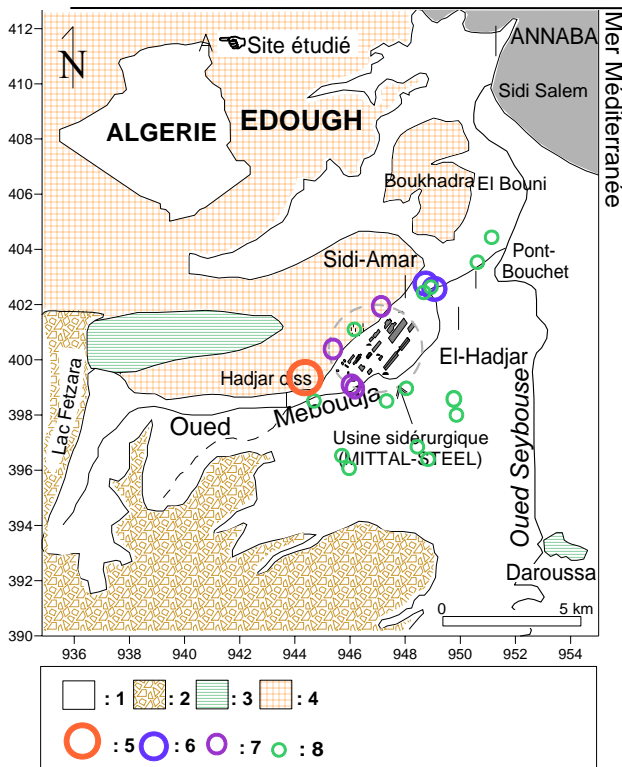 412
410
408
406
404
402
400
398
396
394
392
390
N
☜ Site étudié
ANNABA
Sidi Salem
Mer Méditerranée
ALGERIE
EDOUGH
Boukhadra
El Bouni
Pont-
Bouchet
Sidi-Amar
El-Hadjar
Lac Fetzara
Hadjar diss
Meboudja
Oued
Usine sidérurgique
(MITTAL-STEEL)
Oued Seybouse
Daroussa
0 5 km
936 938 940 942 944 946 948 950 952 954
: 1 : 2 : 3 : 4
: 5 : 6 : 7 : 8